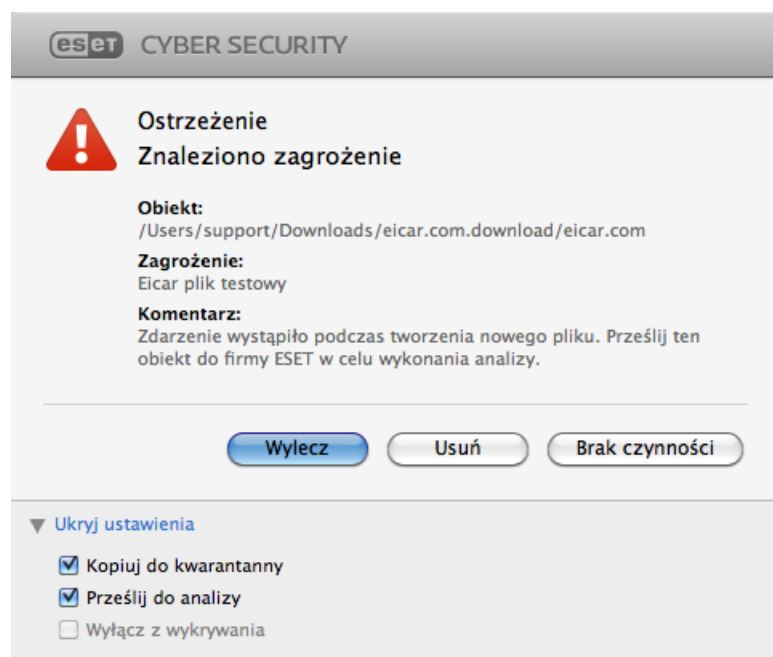 eset CYBER SECURITY
Ostrzeżenie
Znaleziono zagrożenie
Obiekt:
/Users/support/Downloads/eicar.com.download/eicar.com
Zagrożenie:
Eicar plik testowy
Komentarz:
Zdarzenie wystąpiło podczas tworzenia nowego pliku. Prześlij ten
obiekt do firmy ESET w celu wykonania analizy.
Wylecz Usuń Brak czynności
Ukryj ustawienia
Kopiuj do kwarantanny
Prześlij do analizy
Wyłącz z wykrywania